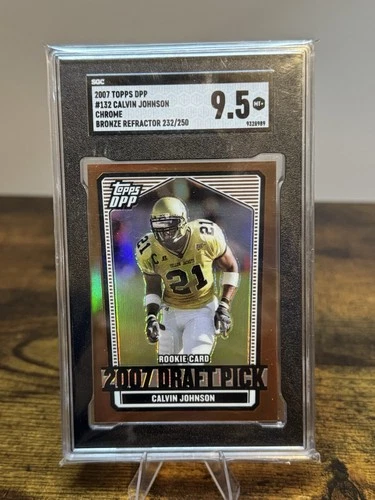 SGC
2007 TOPPS DPP
#132 CALVIN JOHNSON
CHROME
BRONZE REFRACTOR 232/250
9.5
MT+
9320909
Topps
DPP
21
21
ROOKIE CARD
2007 DRAFT PICK
CALVIN JOHNSON